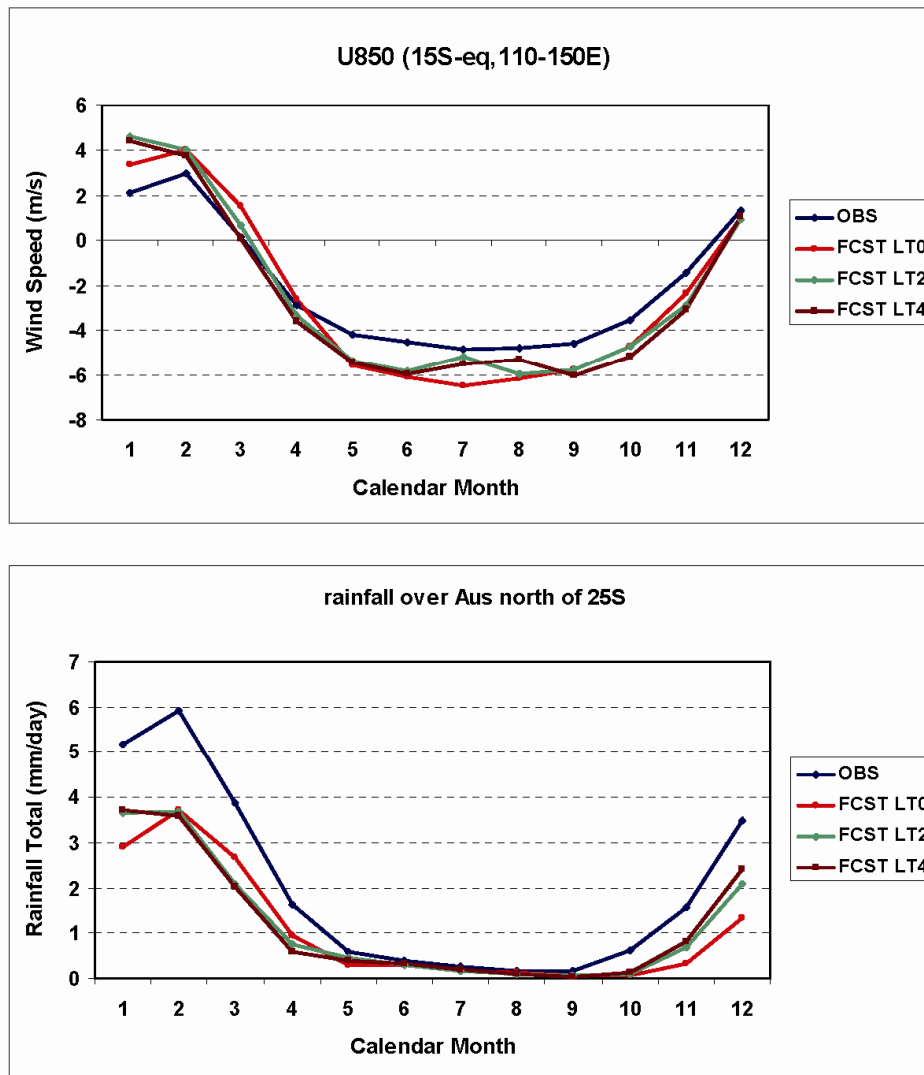 U850 (15S-eq,110-150E)
Wind Speed (m/s)
6
4
2
0
-2
-4
-6
-8
1 2 3 4 5 6 7 8 9 10 11 12
Calendar Month
OBS
FCST LT0
FCST LT2
FCST LT4
rainfall over Aus north of 25S
Rainfall Total (mm/day)
7
6
5
4
3
2
1
0
1 2 3 4 5 6 7 8 9 10 11 12
Calendar Month
OBS
FCST LT0
FCST LT2
FCST LT4